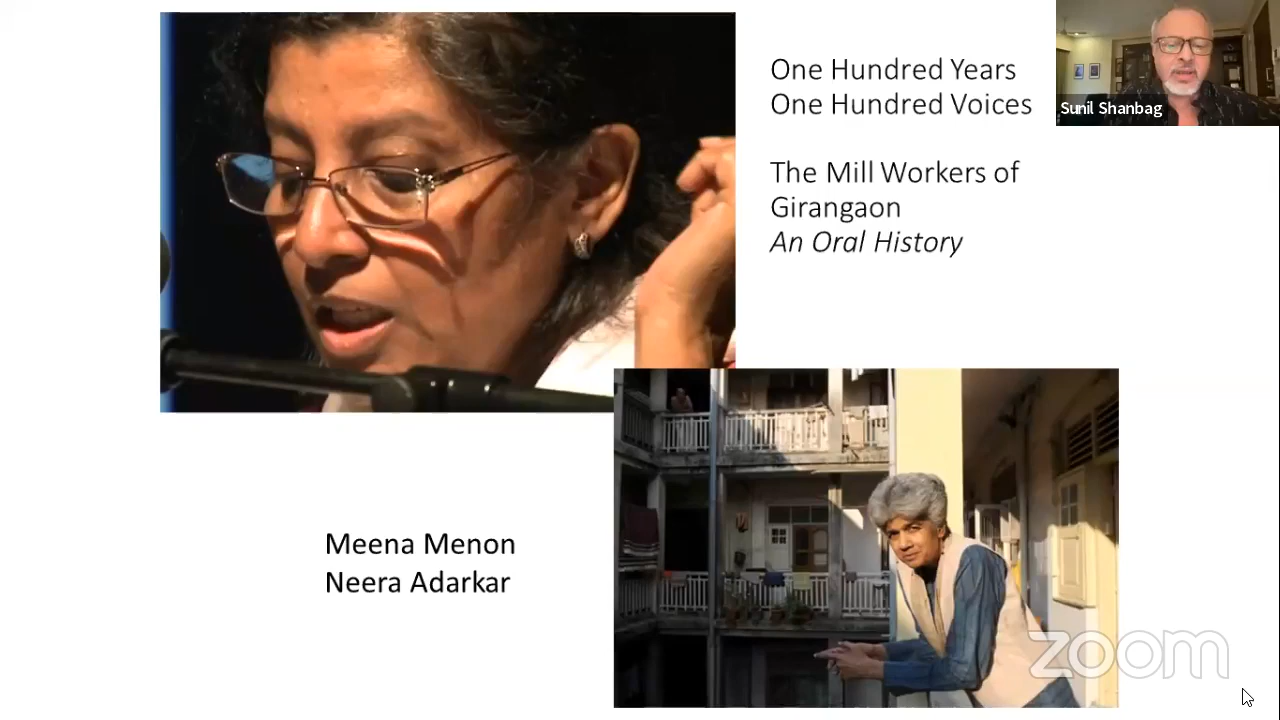 One Hundred Years
One Hundred Voices
The Mill Workers of
Girangaon
An Oral History
Sunil Shanbag
Meena Menon
Neera Adarkar
zoom